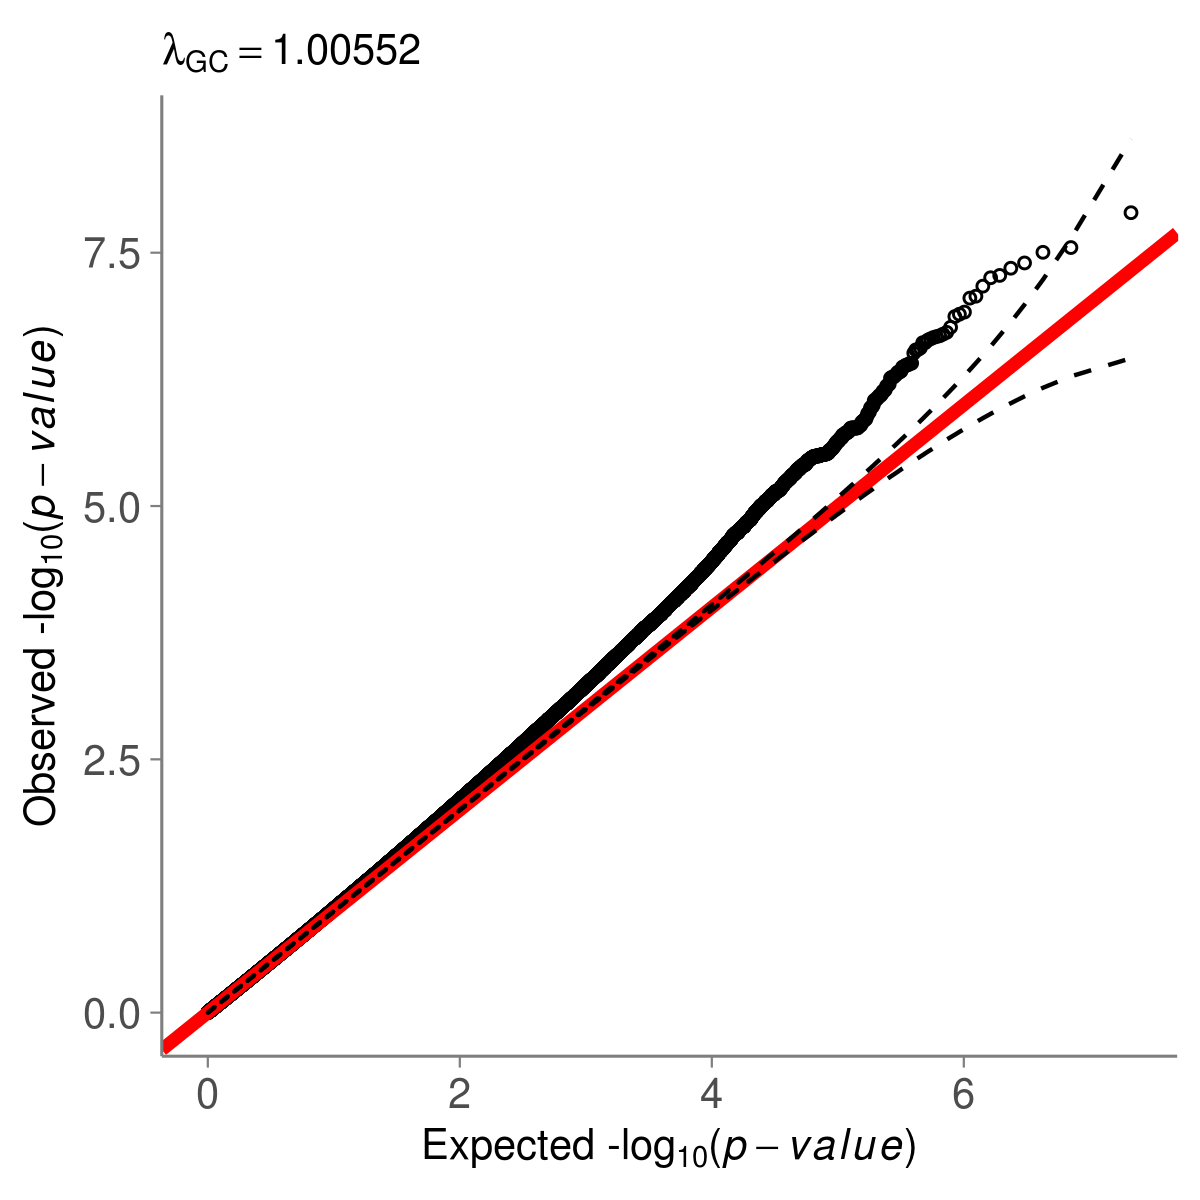 λGC = 1.00552
Observed -log10(p − value)
7.5
5.0
2.5
0.0
0 2 4 6
Expected -log10(p − value)